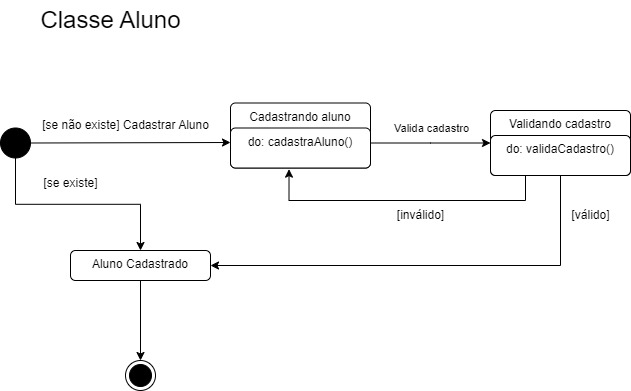 Classe Aluno
[se não existe] Cadastrar Aluno
Cadastrando aluno
do: cadastraAluno()
Valida cadastro
Validando cadastro
do: validaCadastro()
[se existe]
[inválido]
[válido]
Aluno Cadastrado